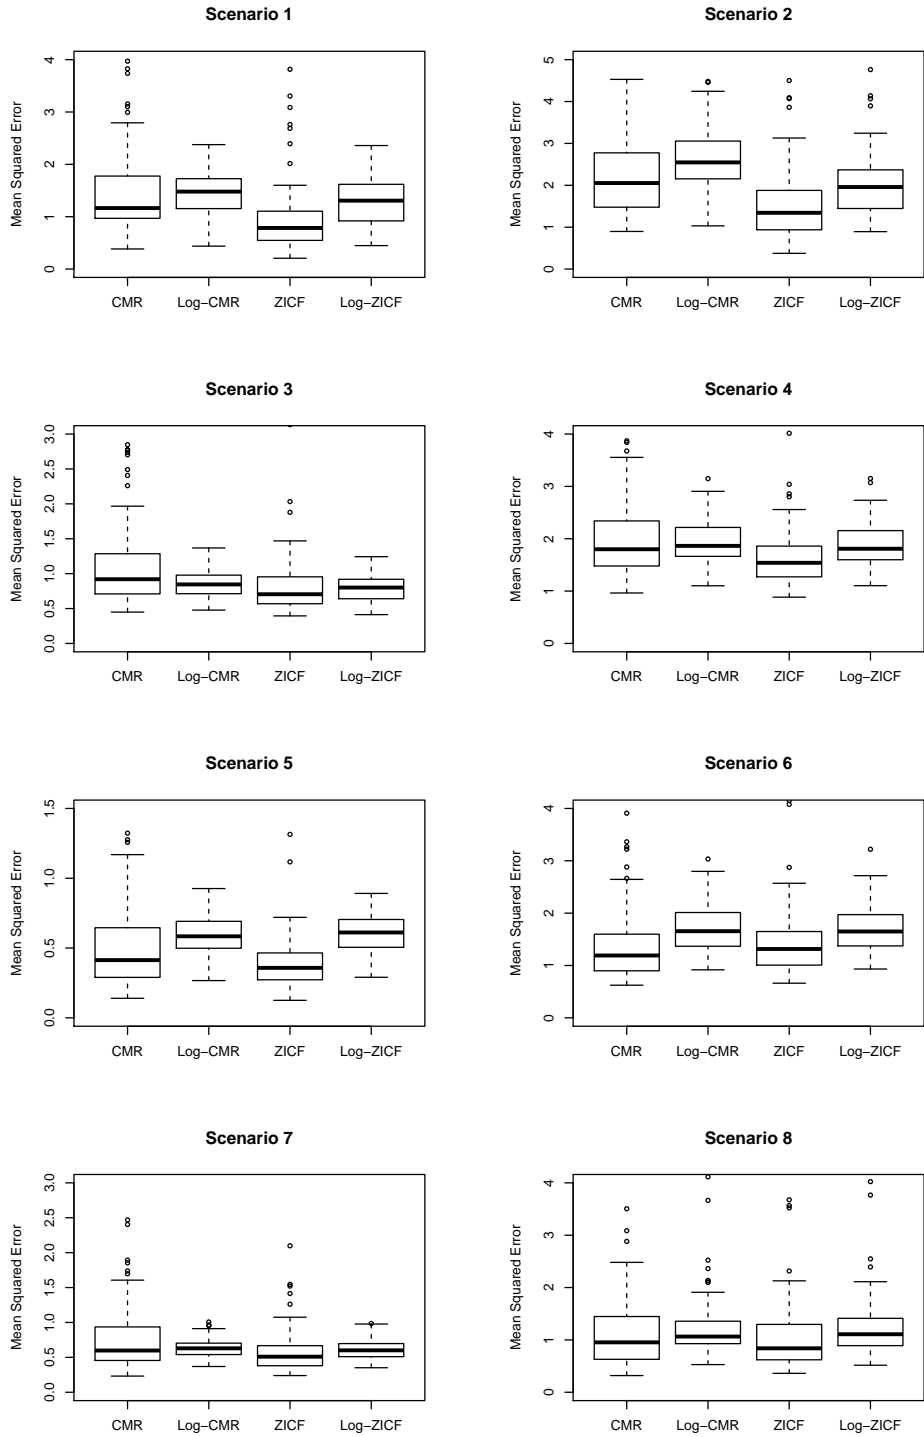 Scenario 1
Mean Squared Error
4
3
2
1
0
CMR Log−CMR ZICF Log−ZICF
Scenario 2
Mean Squared Error
5
4
3
2
1
0
CMR Log−CMR ZICF Log−ZICF
Scenario 3
Mean Squared Error
3.0
2.5
2.0
1.5
1.0
0.5
0.0
CMR Log−CMR ZICF Log−ZICF
Scenario 4
Mean Squared Error
4
3
2
1
0
CMR Log−CMR ZICF Log−ZICF
Scenario 5
Mean Squared Error
1.5
1.0
0.5
0.0
CMR Log−CMR ZICF Log−ZICF
Scenario 6
Mean Squared Error
4
3
2
1
0
CMR Log−CMR ZICF Log−ZICF
Scenario 7
Mean Squared Error
3.0
2.5
2.0
1.5
1.0
0.5
0.0
CMR Log−CMR ZICF Log−ZICF
Scenario 8
Mean Squared Error
4
3
2
1
0
CMR Log−CMR ZICF Log−ZICF